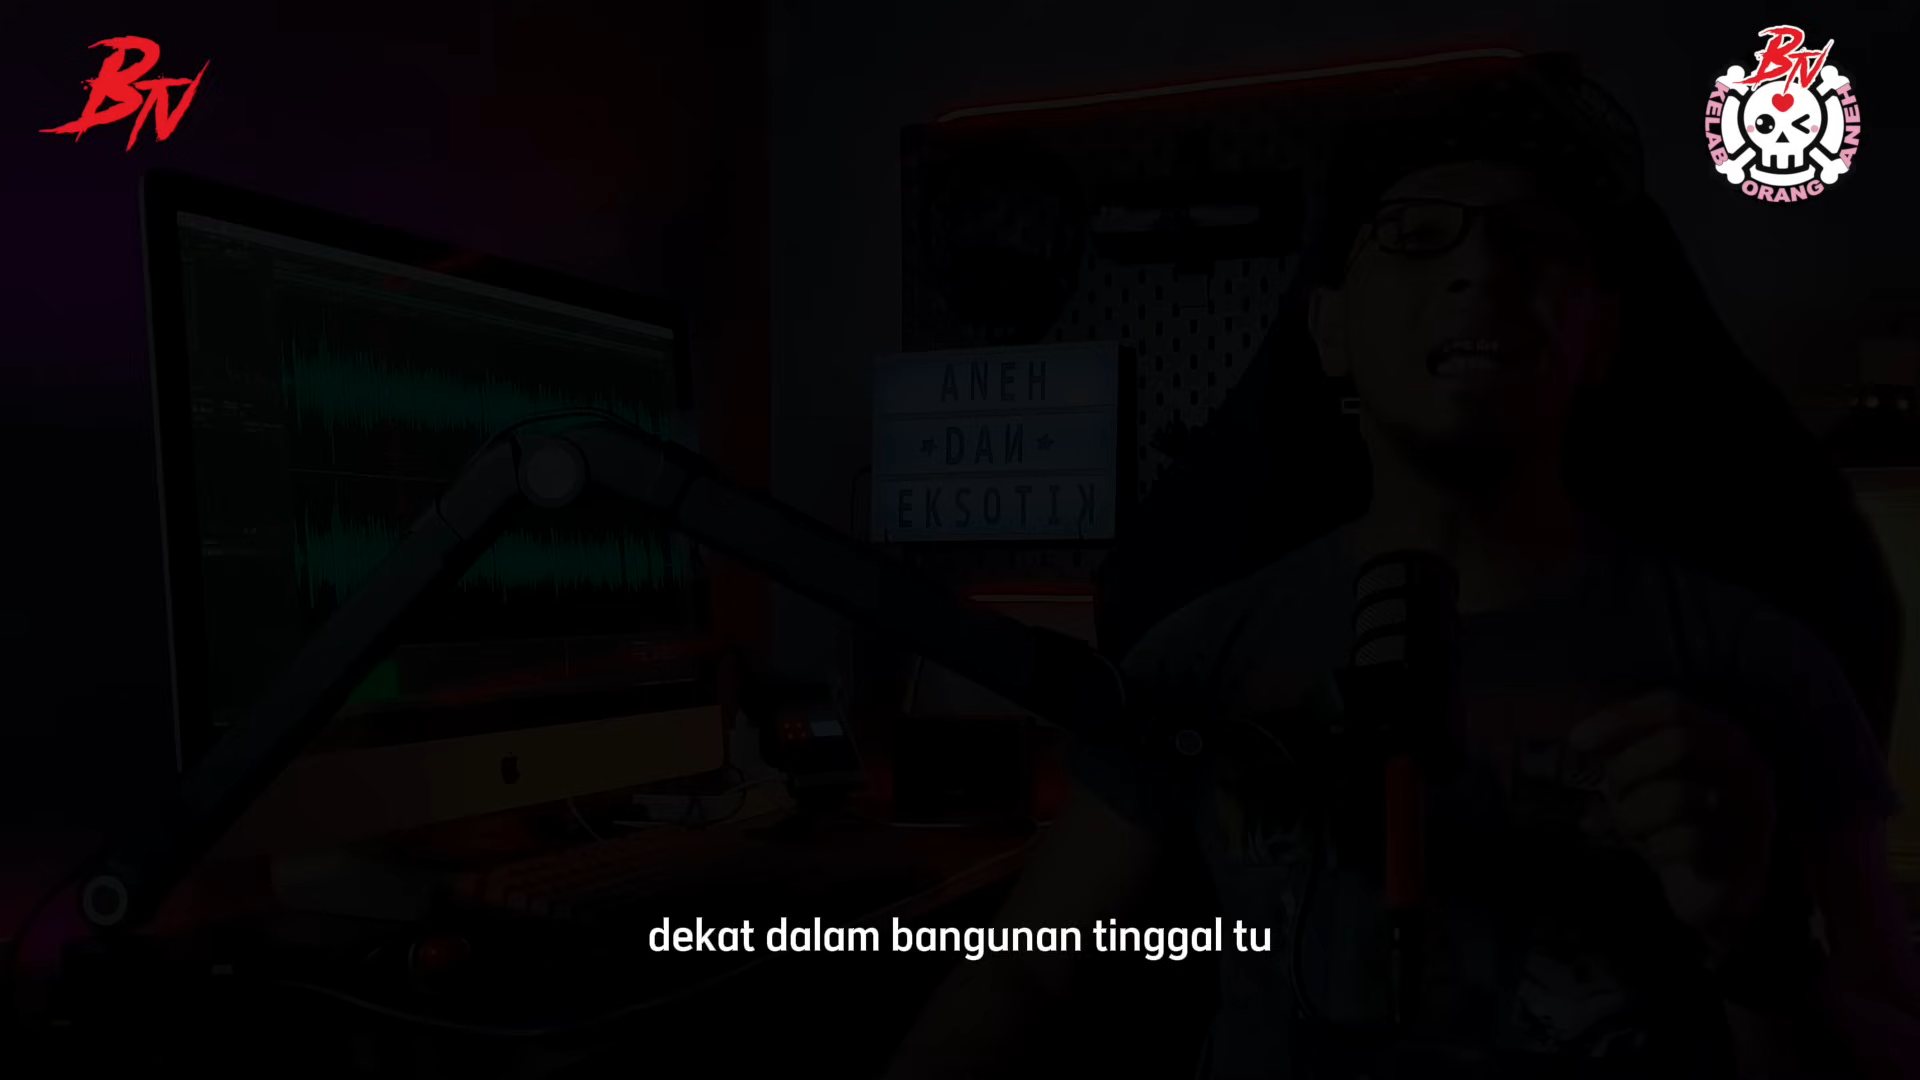 BN
BN
KELAB ORANG ANEH
ANEH
DAN
EKSOTIK
dekat dalam bangunan tinggal tu